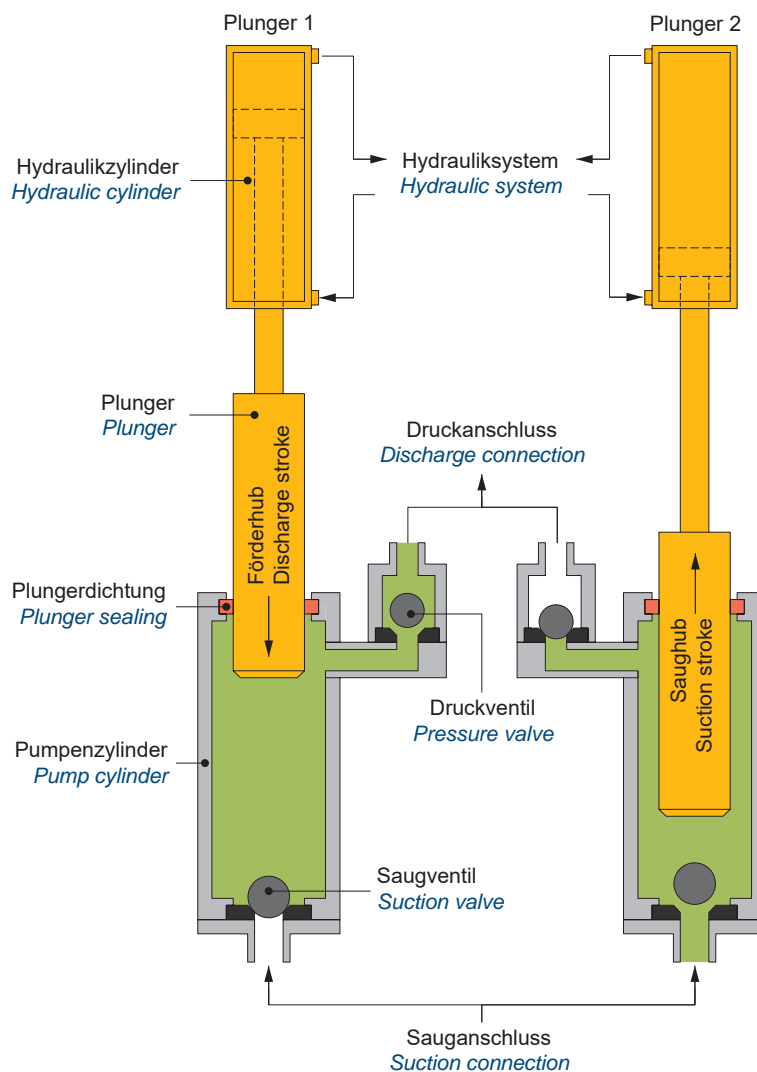 Plunger 1
Plunger 2
Hydraulikzylinder
Hydraulic cylinder
Hydrauliksystem
Hydraulic system
Plunger
Plunger
Druckanschluss
Discharge connection
Förderhub
Discharge stroke
Plungerdichtung
Plunger sealing
Saughub
Suction stroke
Druckventil
Pressure valve
Pumpenzylinder
Pump cylinder
Saugventil
Suction valve
Sauganschluss
Suction connection